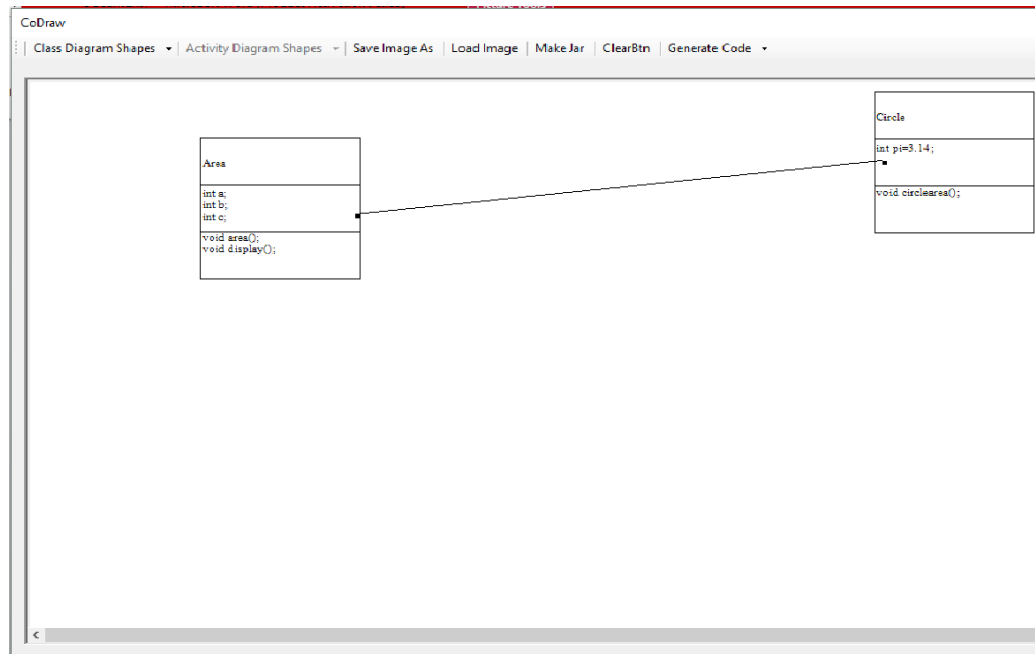 CoDraw
Class Diagram Shapes Activity Diagram Shapes Save Image As Load Image Make Jar ClearBtn Generate Code
Circle
int pi=3.14;
void circlearea();
Area
int a;
int b;
int c;
void area();
void display();